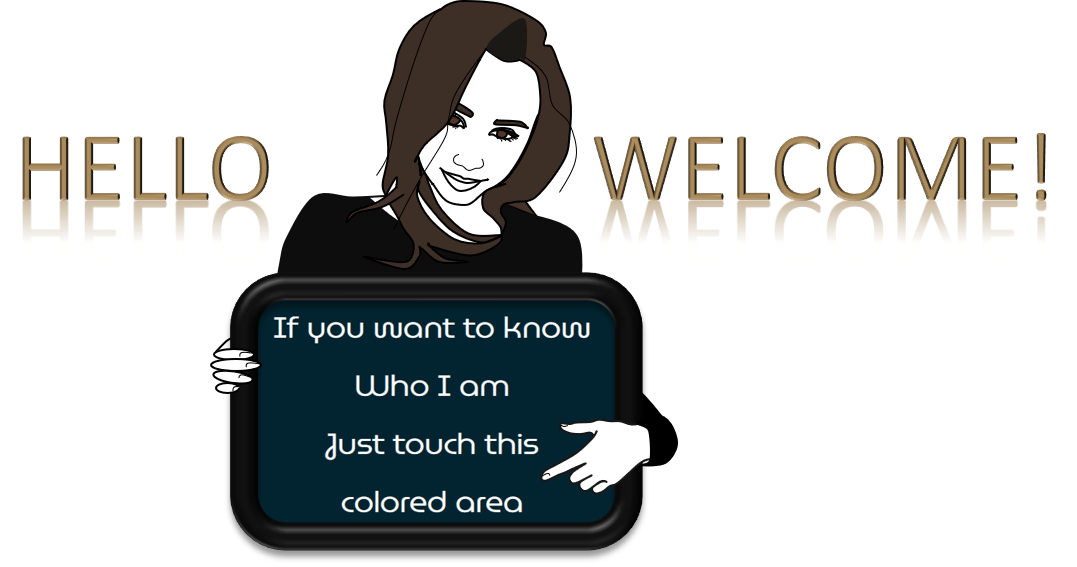 HELLO WELCOME!
If you want to know
Who I am
Just touch this
colored area